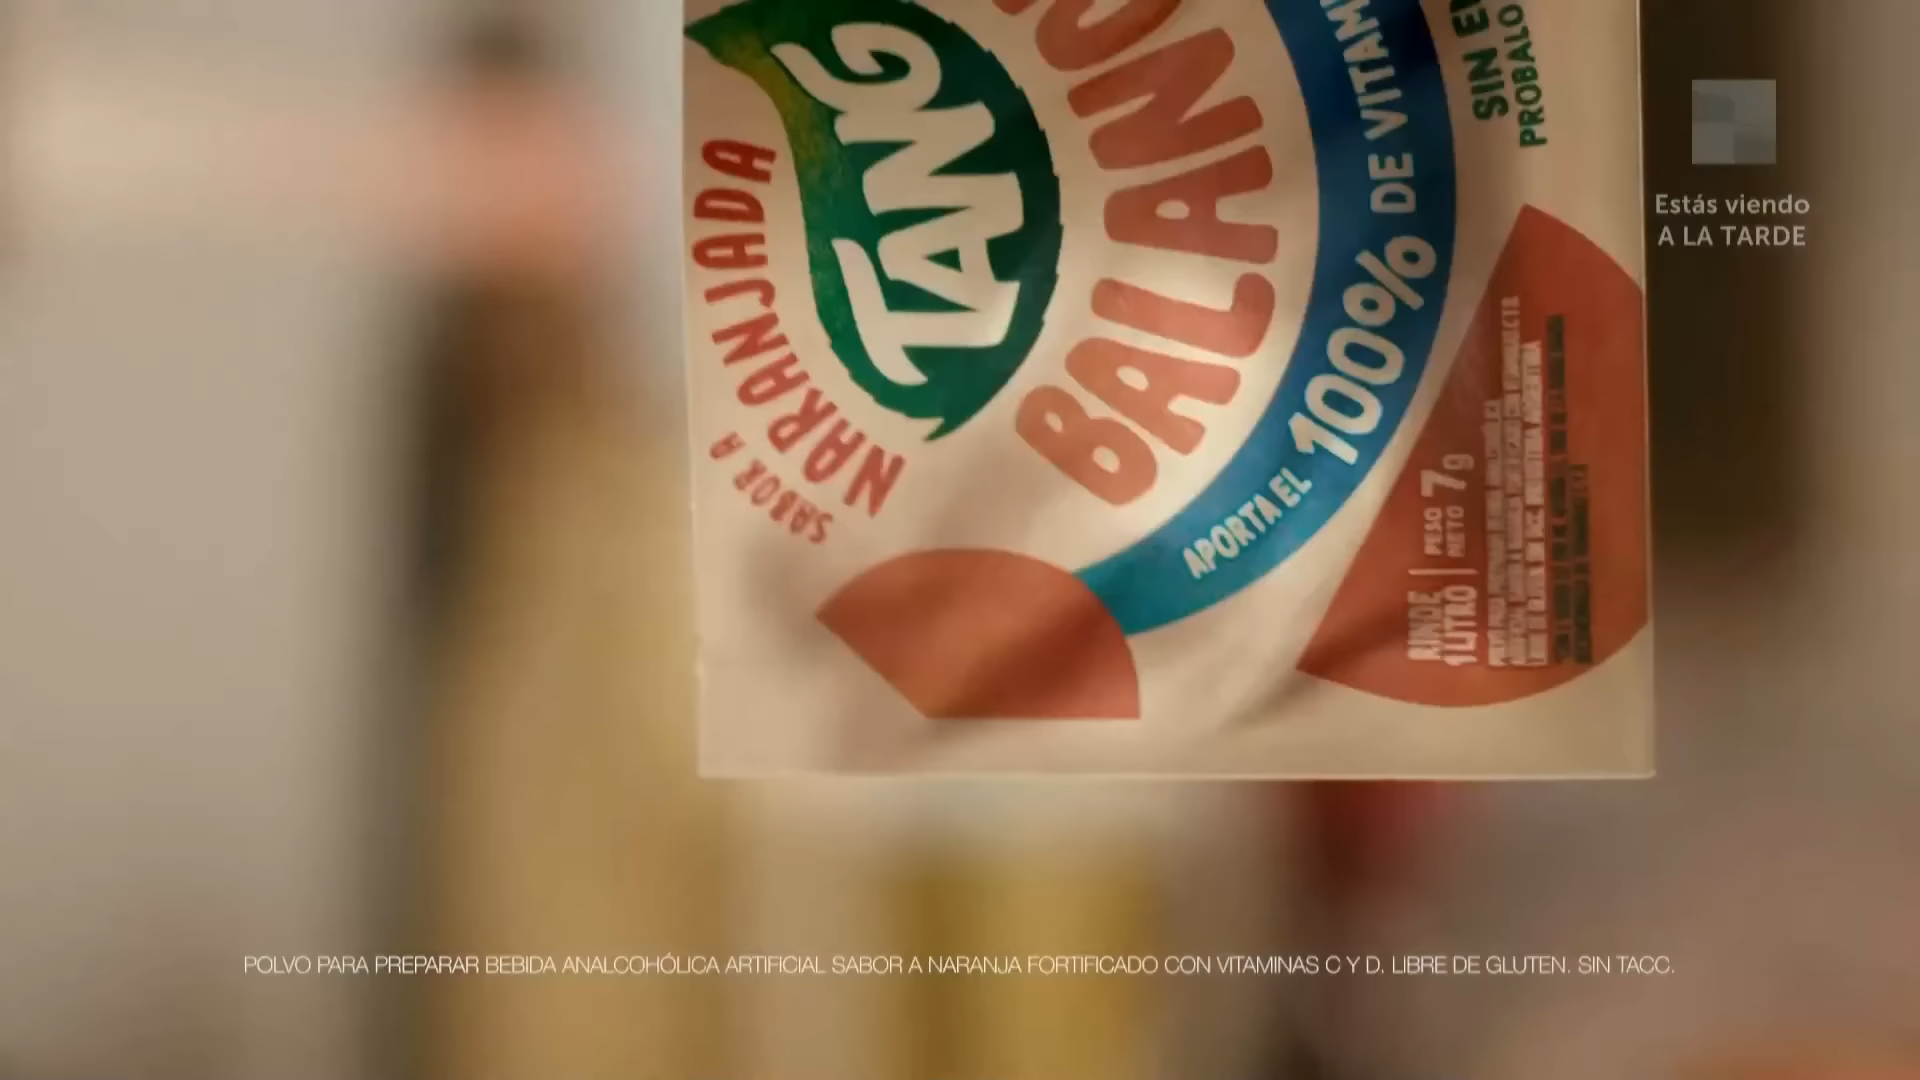 TANG
SABOR A
NARANJADA
BALANC
APORTA EL 100% DE VITAM
SIN E
PROBALO
RINDE
1 LITRO
PESO
NETO 7g
Estás viendo
A LA TARDE
POLVO PARA PREPARAR BEBIDA ANALCOHÓLICA ARTIFICIAL SABOR A NARANJA FORTIFICADO CON VITAMINAS C Y D. LIBRE DE GLUTEN. SIN TACC.